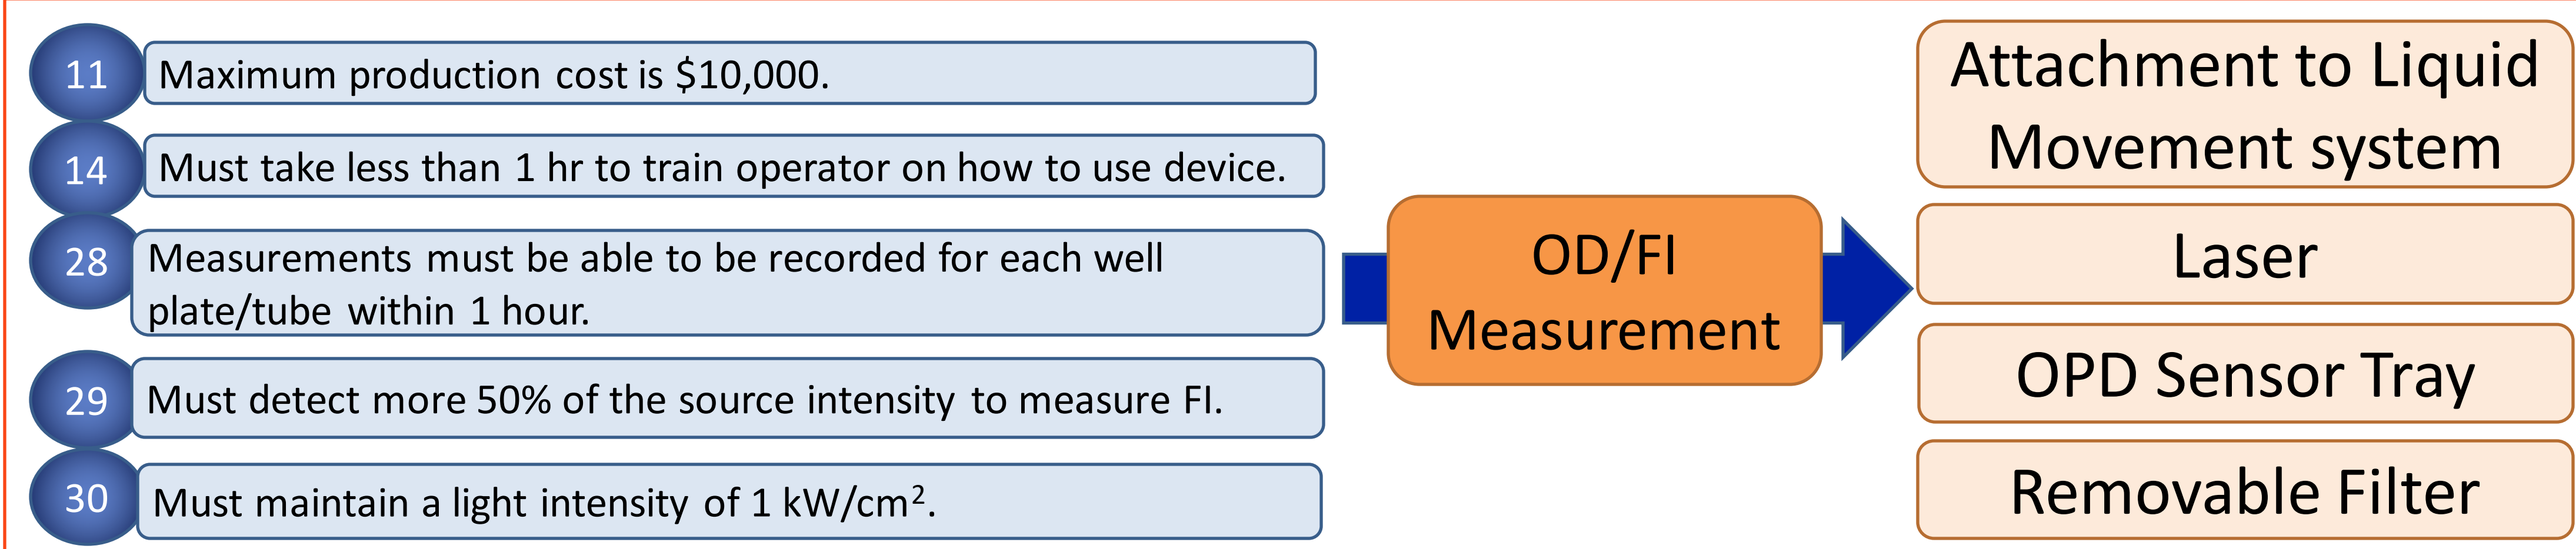 11
Maximum production cost is $10,000.
14
Must take less than 1 hr to train operator on how to use device.
28
Measurements must be able to be recorded for each well
plate/tube within 1 hour.
29
Must detect more 50% of the source intensity to measure FI.
30
Must maintain a light intensity of 1 kW/cm².
OD/FI
Measurement
Attachment to Liquid
Movement system
Laser
OPD Sensor Tray
Removable Filter